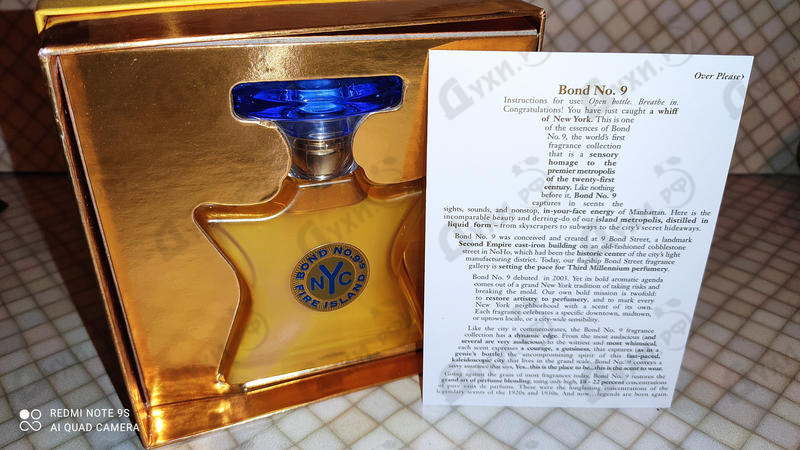 Over Please›
Bond No. 9
Instructions for use: Open bottle. Breathe in.
Congratulations! You have just caught a whiff
of New York. This is one
of the essences of Bond
No. 9, the world's first
fragrance collection
that is a sensory
homage to the
premier metropolis
of the twenty-first
century. Like nothing
before it, Bond No. 9
captures in scents the
sights, sounds, and nonstop, in-your-face energy of Manhattan. Here is the
incomparable beauty and derring-do of our island metropolis, distilled in
liquid form – from skyscrapers to subway to the city's secret hideaways.
Bond No. 9 was conceived and created at 9 Bond Street, a landmark
Second Empire cast-iron building on an old-fashioned cobblestone
street in NoHo, which had been the historic center of the city's light
manufacturing district. Today, our flagship Bond Street fragrance
gallery is setting the pace for Third Millennium perfumery.
Bond No. 9 debuted in 2003. Yet its bold aromatic agenda
comes out of a grand New York tradition of taking risks and
breaking the mold. Our own bold mission is twofold:
to restore artistry to perfumery, and to mark every
New York neighborhood with a scent of its own.
Each fragrance celebrates a specific downtown, midtown,
or uptown locale, or a city-wide sensibility.
Like the city it commemorates, the Bond No. 9 fragrance
collection has a dynamic edge. From the most audacious (and
several are very audacious) to the wittiest and most whimsical,
each scent expresses a courage, a gutsiness, that captures (as in a
genie's bottle) the uncompromising spirit of this fast-paced,
kaleidoscopic city that lives in the grand scale. Bond No. 9 conveys a
savvy assurance that says, Yes...this is the place to be...this is the scent to wear.
Going against the grain of most fragrances today, Bond No. 9 restores the
grand art of perfume blending, using only high, 18 - 22 percent concentrations
of pure eaux de parfum. These were the longlasting concentrations of the
legendary scents of the 1920s and 1930s. And now...legends are born again.
BOND NO. 9'S
NYC
FIRE ISLAND
Духи.рф
Духи.рф
Духи.рф
Духи.рф
REDMI NOTE 9S
AI QUAD CAMERA